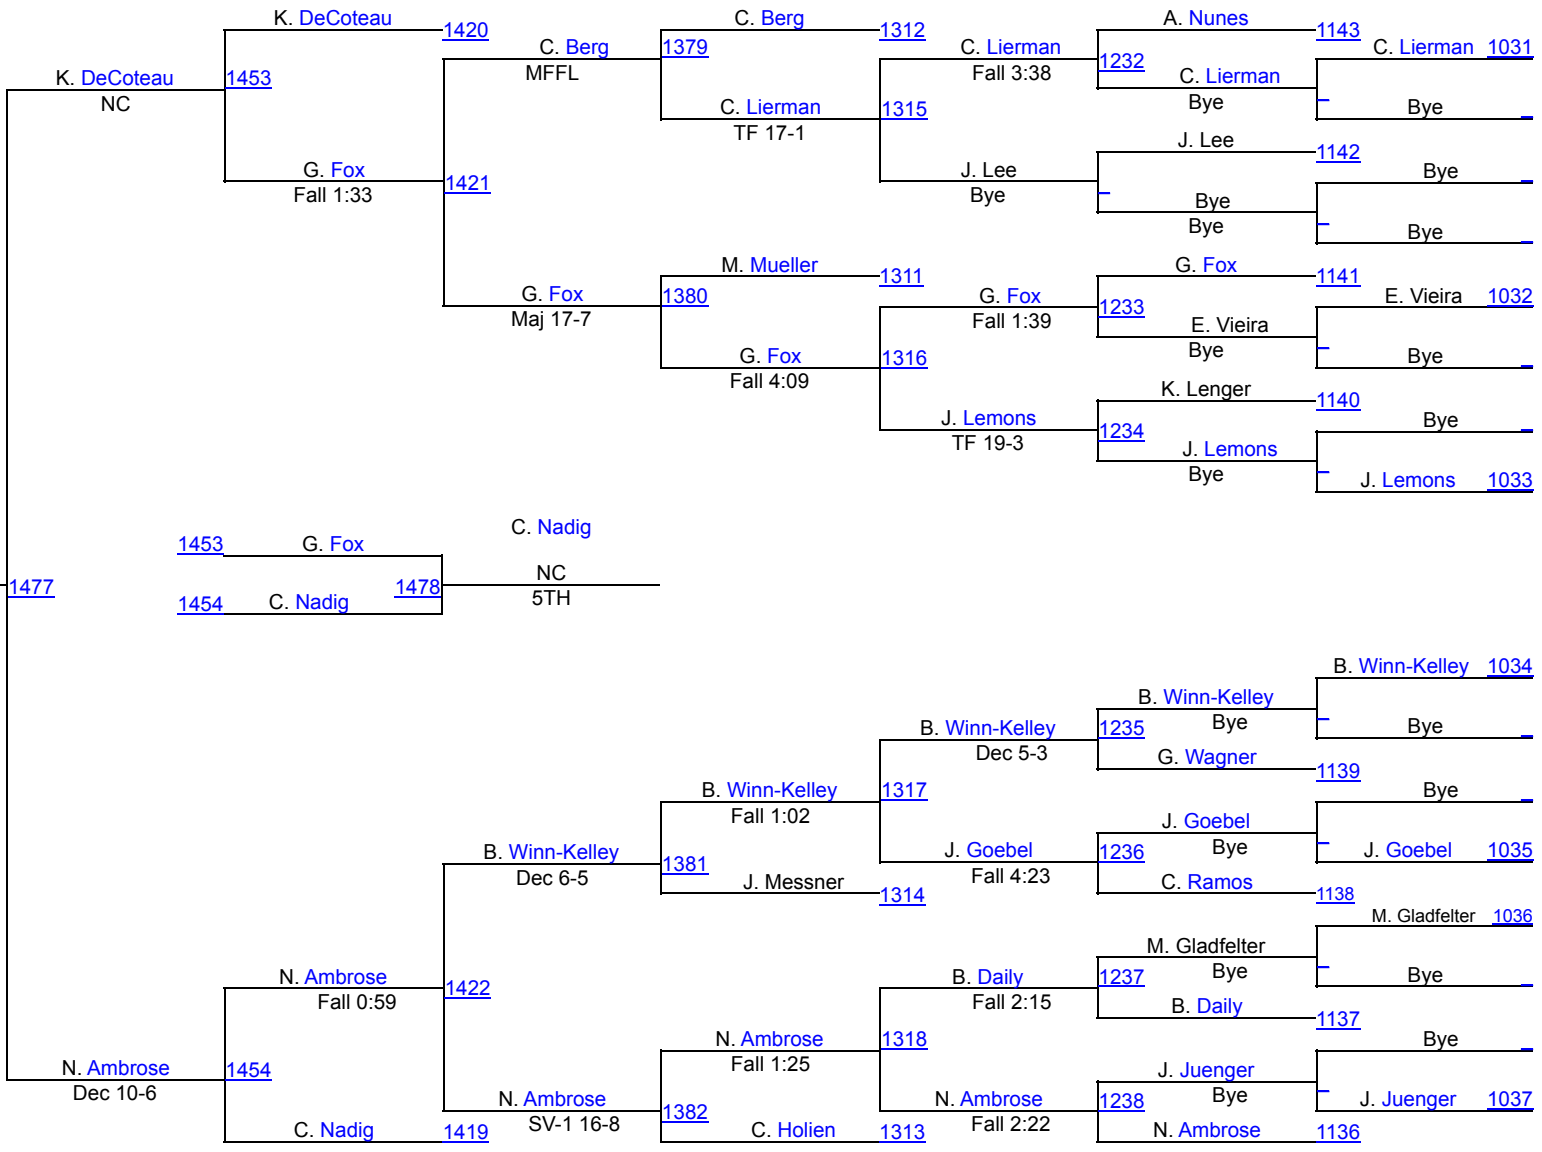 K. DeCoteau
C. Berg
A. Nunes
1420
1312
1143
C. Berg
1379
C. Lierman
C. Lierman 1031
MFFL
Fall 3:38
1232
K. DeCoteau
1453
C. Lierman
NC
Bye
_
Bye
_
C. Lierman
1315
TF 17-1
J. Lee
1142
G. Fox
J. Lee
Bye
_
Fall 1:33
1421
Bye
_
Bye
Bye
_
Bye
_
M. Mueller
1311
G. Fox
1141
G. Fox
1380
G. Fox
1233
E. Vieira 1032
Maj 17-7
Fall 1:39
E. Vieira
Bye
_
G. Fox
1316
Bye
_
Fall 4:09
K. Lenger
1140
J. Lemons
1234
Bye
_
TF 19-3
J. Lemons
Bye
_
J. Lemons 1033
C. Nadig
1453
G. Fox
NC
1477
1478
5TH
1454
C. Nadig
B. Winn-Kelley 1034
B. Winn-Kelley
Bye
_
B. Winn-Kelley
1235
Bye
_
Dec 5-3
G. Wagner
1139
B. Winn-Kelley
1317
Bye
_
Fall 1:02
J. Goebel
B. Winn-Kelley
J. Goebel
1236
Bye
_
J. Goebel 1035
Dec 6-5
1381
Fall 4:23
J. Messner
1314
C. Ramos
1138
M. Gladfelter 1036
M. Gladfelter
N. Ambrose
B. Daily
1237
Bye
_
Bye
_
Fall 0:59
1422
Fall 2:15
B. Daily
1137
N. Ambrose
1318
Bye
_
Fall 1:25
N. Ambrose
1454
J. Juenger
Dec 10-6
Bye
_
N. Ambrose
1382
N. Ambrose
1238
J. Juenger 1037
SV-1 16-8
Fall 2:22
C. Nadig
1419
C. Holien
1313
N. Ambrose
1136